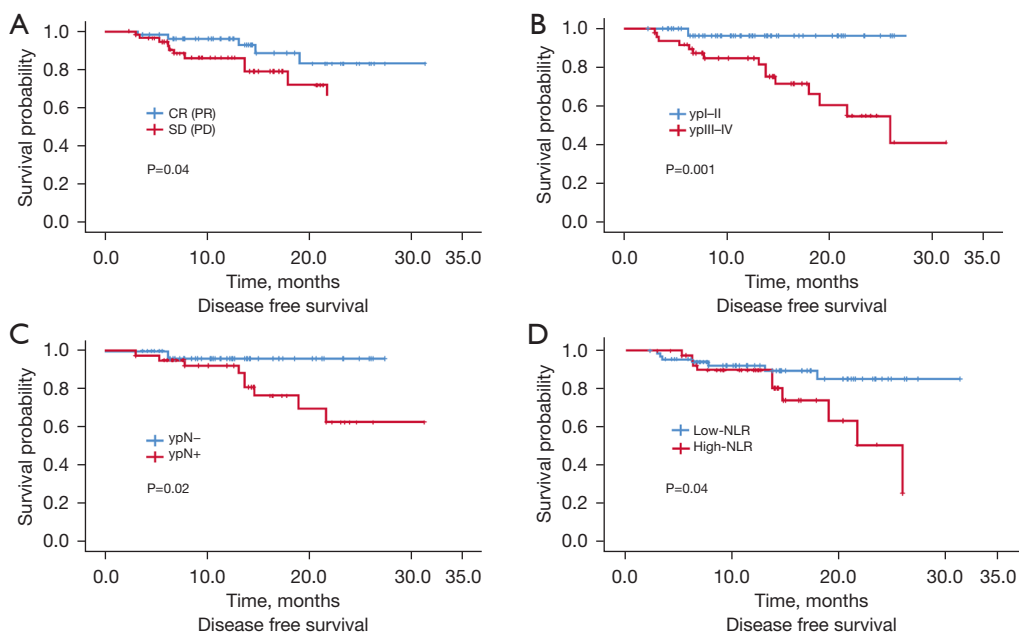 A
Survival probability
1.0
0.8
0.6
0.4
0.2
0.0
CR (PR)
SD (PD)
P=0.04
0.0 10.0 20.0 30.0 35.0
Time, months
Disease free survival
B
Survival probability
1.0
0.8
0.6
0.4
0.2
0.0
ypI–II
ypIII–IV
P=0.001
0.0 10.0 20.0 30.0 35.0
Time, months
Disease free survival
C
Survival probability
1.0
0.8
0.6
0.4
0.2
0.0
ypN–
ypN+
P=0.02
0.0 10.0 20.0 30.0 35.0
Time, months
Disease free survival
D
Survival probability
1.0
0.8
0.6
0.4
0.2
0.0
Low-NLR
High-NLR
P=0.04
0.0 10.0 20.0 30.0 35.0
Time, months
Disease free survival